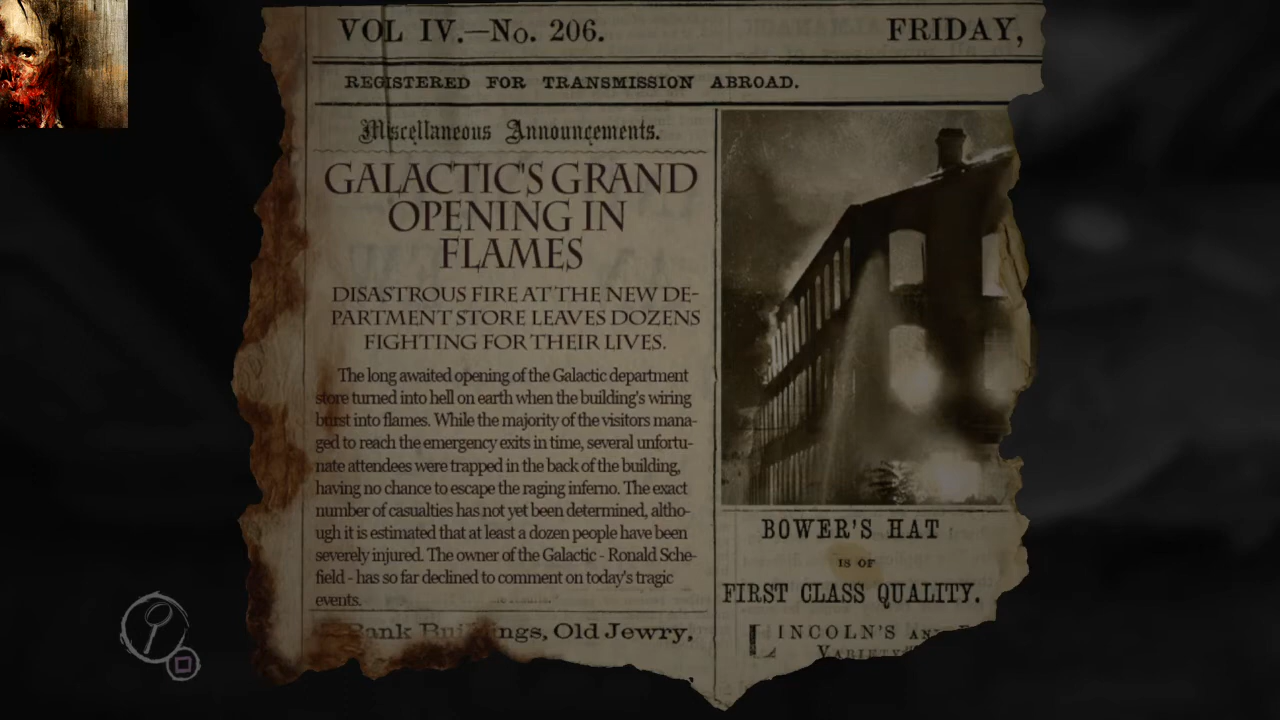 VOL IV.—No. 206.
FRIDAY,
REGISTERED FOR TRANSMISSION ABROAD.
Miscellaneous Announcements.
GALACTIC'S GRAND
OPENING IN
FLAMES
DISASTROUS FIRE AT THE NEW DE-
PARTMENT STORE LEAVES DOZENS
FIGHTING FOR THEIR LIVES.
The long awaited opening of the Galactic department
store turned into hell on earth when the building's wiring
burst into flames. While the majority of the visitors mana-
ged to reach the emergency exits in time, several unfortu-
nate attendees were trapped in the back of the building,
having no chance to escape the raging inferno. The exact
number of casualties has not yet been determined, altho-
ugh it is estimated that at least a dozen people have been
severely injured. The owner of the Galactic - Ronald Sche-
field - has so far declined to comment on today's tragic
events.
Bank Buildings, Old Jewry,
BOWER'S HAT
IS OF
FIRST CLASS QUALITY.
LINCOLN'S AND
VARIETY